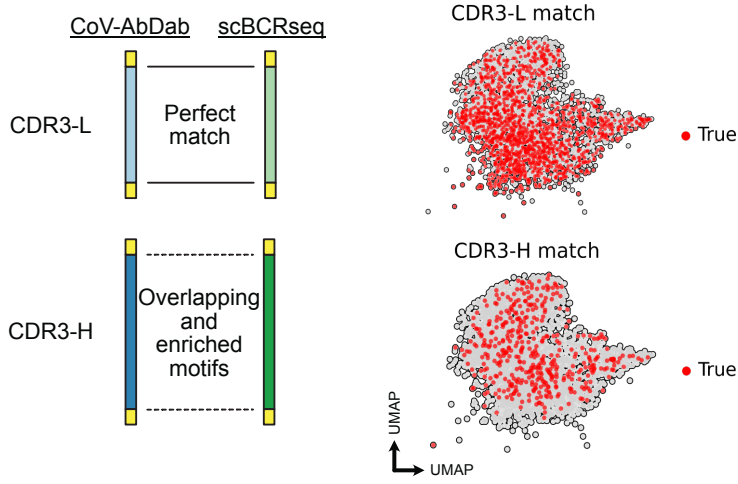 CoV-AbDab scBCRseq
CDR3-L
Perfect
match
CDR3-H
Overlapping
and
enriched
motifs
CDR3-L match
True
CDR3-H match
True
UMAP
UMAP